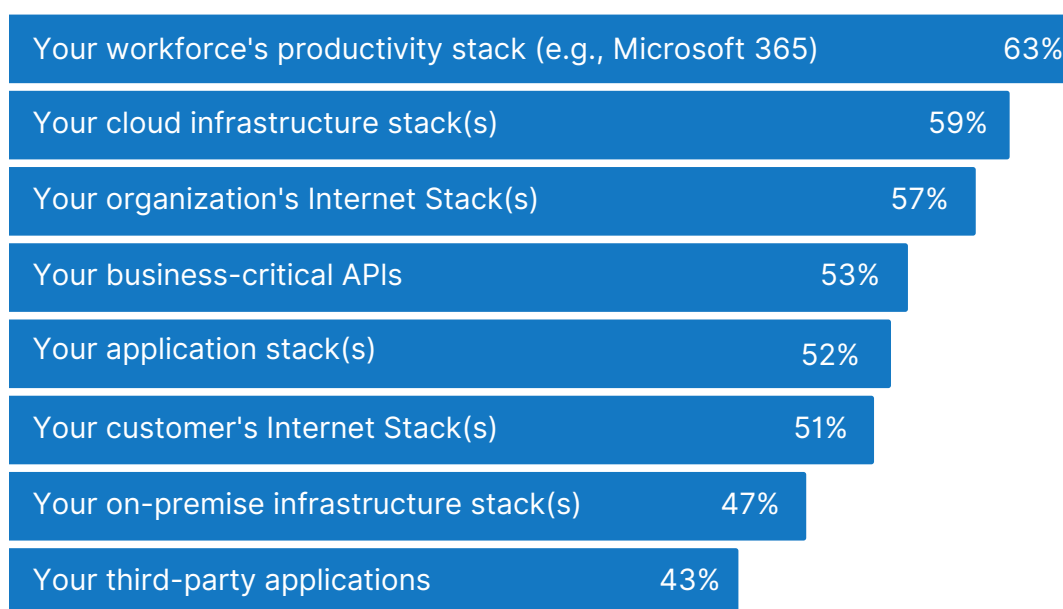 Your workforce's productivity stack (e.g., Microsoft 365) 63%
Your cloud infrastructure stack(s) 59%
Your organization's Internet Stack(s) 57%
Your business-critical APIs 53%
Your application stack(s) 52%
Your customer's Internet Stack(s) 51%
Your on-premise infrastructure stack(s) 47%
Your third-party applications 43%